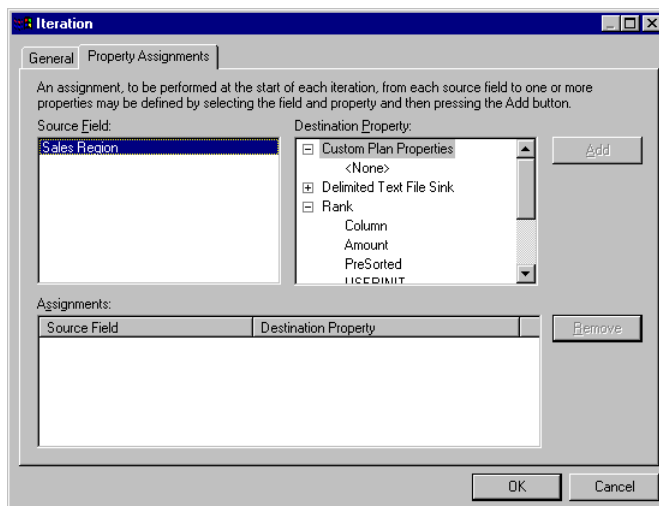 Iteration
General
Property Assignments
An assignment, to be performed at the start of each iteration, from each source field to one or more
properties may be defined by selecting the field and property and then pressing the Add button.
Source Field:
Destination Property:
Sales Region
Custom Plan Properties
<None>
Delimited Text File Sink
Rank
Column
Amount
PreSorted
USERINIT
Add
Assignments:
Source Field
Destination Property
Remove
OK
Cancel